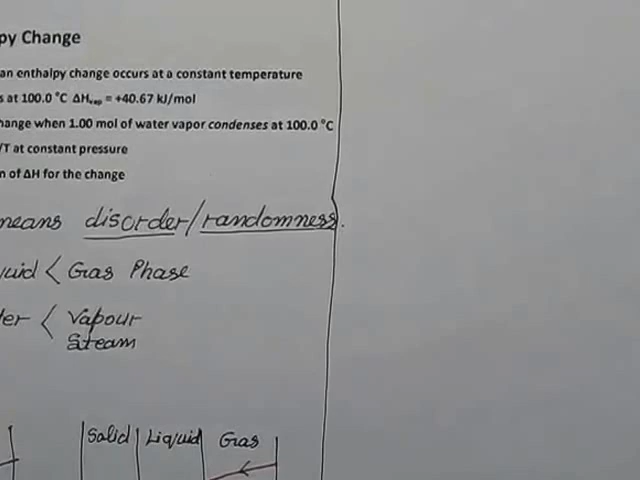 py Change
an enthalpy change occurs at a constant temperature
s at 100.0 °C ΔHvap = +40.67 kJ/mol
hange when 1.00 mol of water vapor condenses at 100.0 °C
/T at constant pressure
n of ΔH for the change
means disorder/randomness.
quid < Gas Phase
ter < Vapour
Steam
Solid Liquid Gas